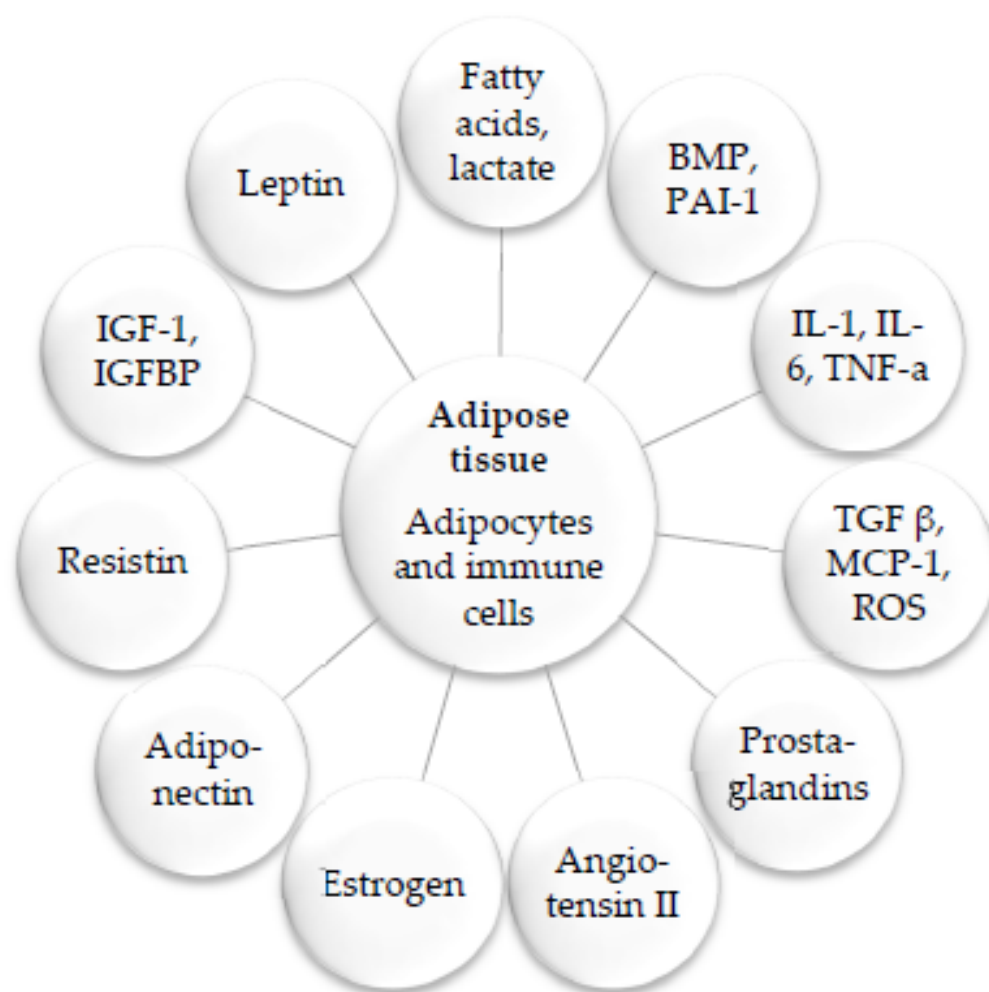 Fatty
acids,
lactate
BMP,
PAI-1
IL-1, IL-
6, TNF-a
TGF β,
MCP-1,
ROS
Prosta-
glandins
Angio-
tensin II
Estrogen
Adipo-
nectin
Resistin
IGF-1,
IGFBP
Leptin
Adipose
tissue
Adipocytes
and immune
cells